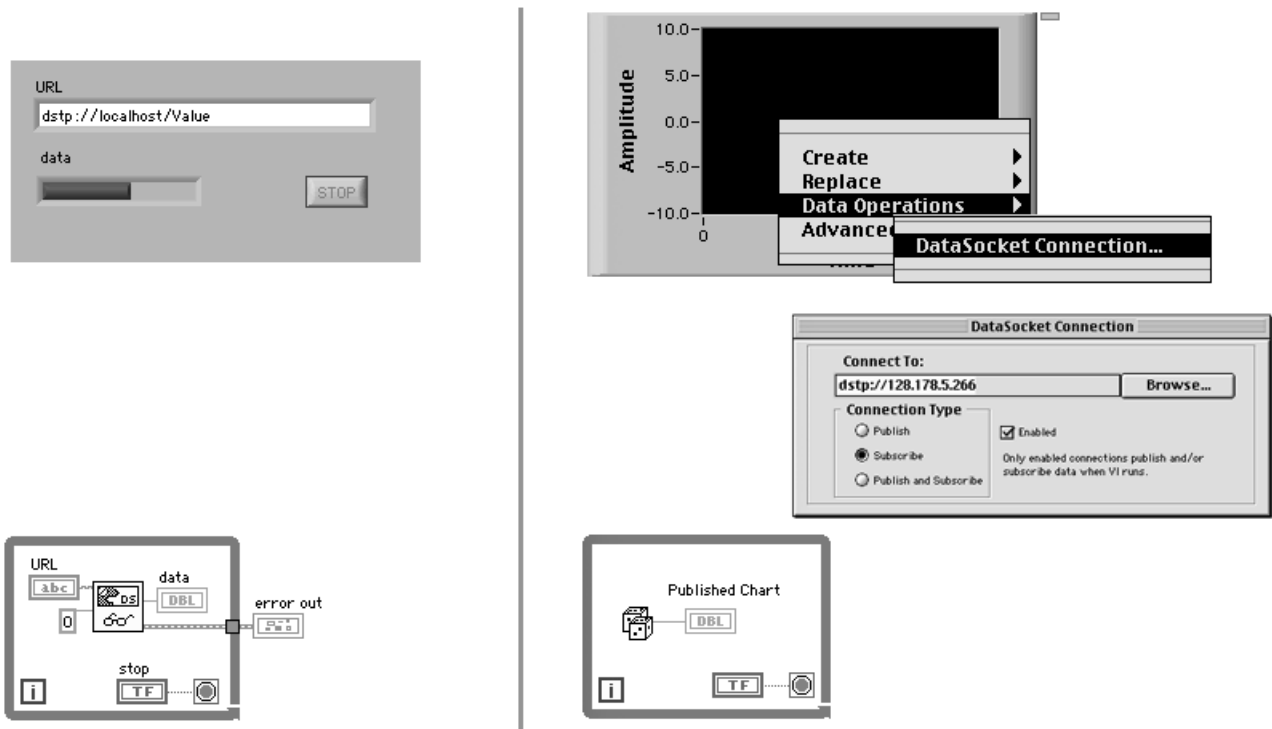 URL
dstp://localhost/Value
data
STOP
URL
abc
data
DS
DBL
0
error out
stop
i
TF
10.0
5.0
0.0
-5.0
-10.0
Amplitude
0
Create
Replace
Data Operations
Advanced
DataSocket Connection...
DataSocket Connection
Connect To:
dstp://128.178.5.266
Browse...
Connection Type
Publish
Subscribe
Publish and Subscribe
Enabled
Only enabled connections publish and/or
subscribe data when VI runs.
Published Chart
DBL
i
TF